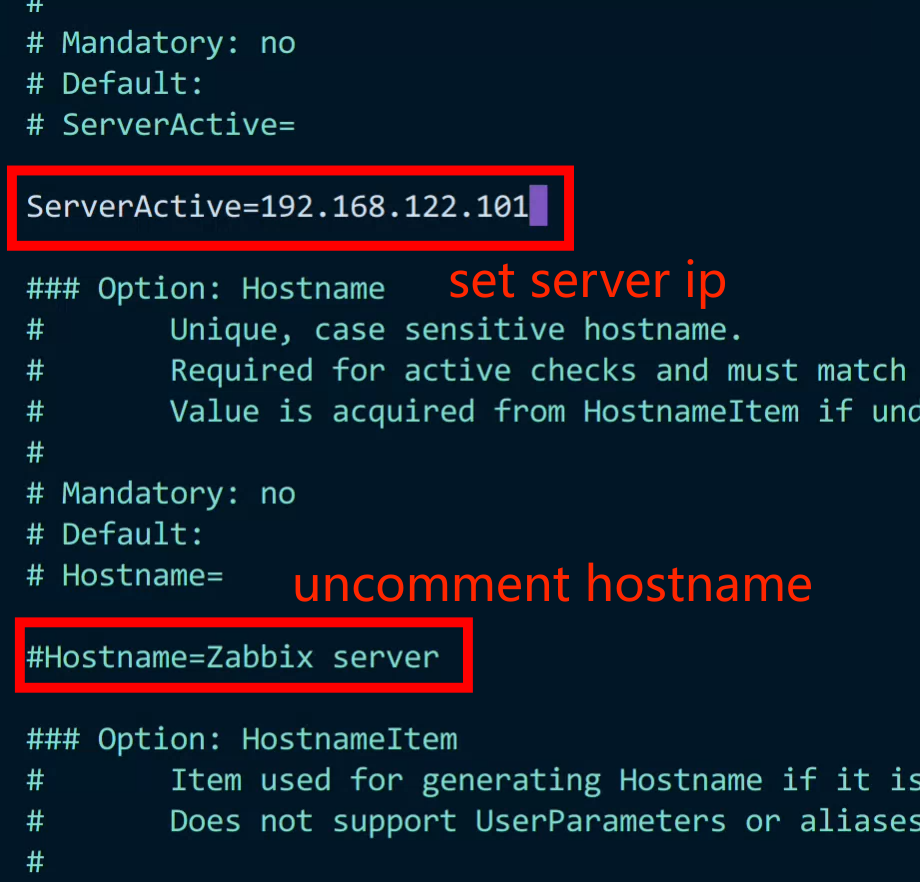 #
# Mandatory: no
# Default:
# ServerActive=
ServerActive=192.168.122.101
set server ip
### Option: Hostname
#       Unique, case sensitive hostname.
#       Required for active checks and must match
#       Value is acquired from HostnameItem if
#
# Mandatory: no
# Default:
# Hostname=
uncomment hostname
#Hostname=Zabbix server
### Option: HostnameItem
#       Item used for generating Hostname if it is
#       Does not support UserParameters or aliases
#